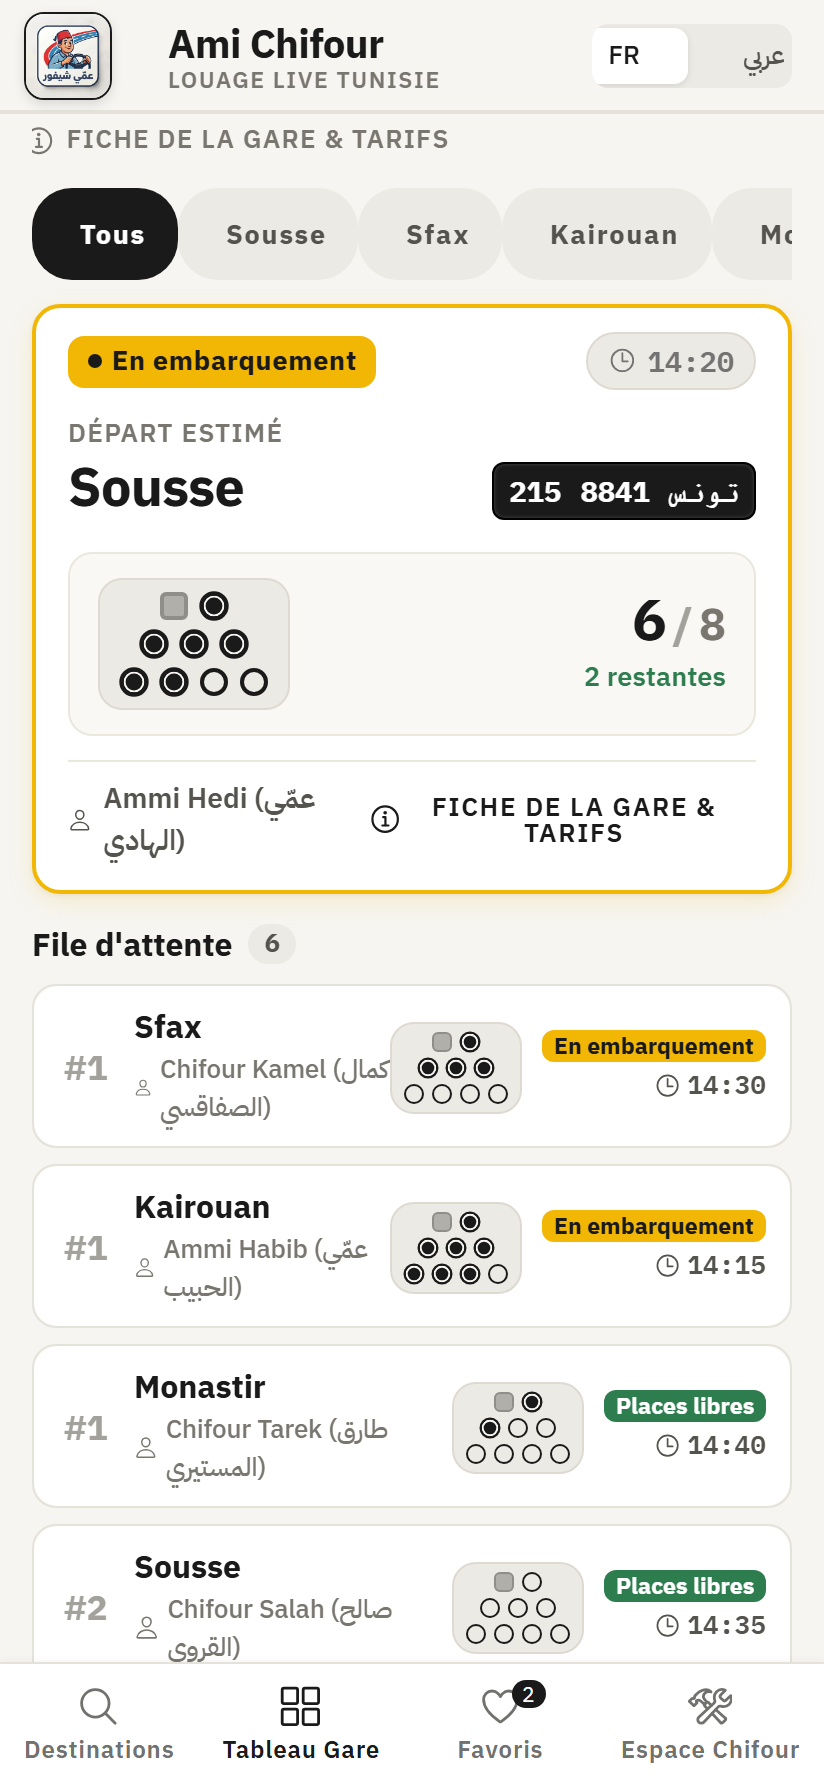 عمّي شيفور
Ami Chifour
LOUAGE LIVE TUNISIE
FR
عربي
FICHE DE LA GARE & TARIFS
Tous
Sousse
Sfax
Kairouan
Mo
En embarquement
14:20
DÉPART ESTIMÉ
Sousse
215 8841 تونس
6/8
2 restantes
Ammi Hedi (عمّي
الهادي)
FICHE DE LA GARE &
TARIFS
File d'attente 6
#1
Sfax
Chifour Kamel (كمال
الصفاقسي)
En embarquement
14:30
#1
Kairouan
Ammi Habib (عمّي
الحبيب)
En embarquement
14:15
#1
Monastir
Chifour Tarek (طارق
المستيري)
Places libres
14:40
#2
Sousse
Chifour Salah (صالح
القروي)
Places libres
14:35
Destinations
Tableau Gare
2
Favoris
Espace Chifour